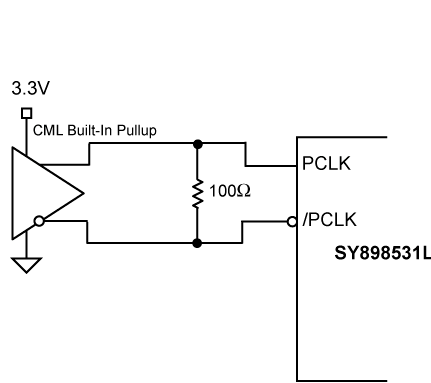 3.3V
CML Built-In Pullup
PCLK
100Ω
/PCLK
SY898531L